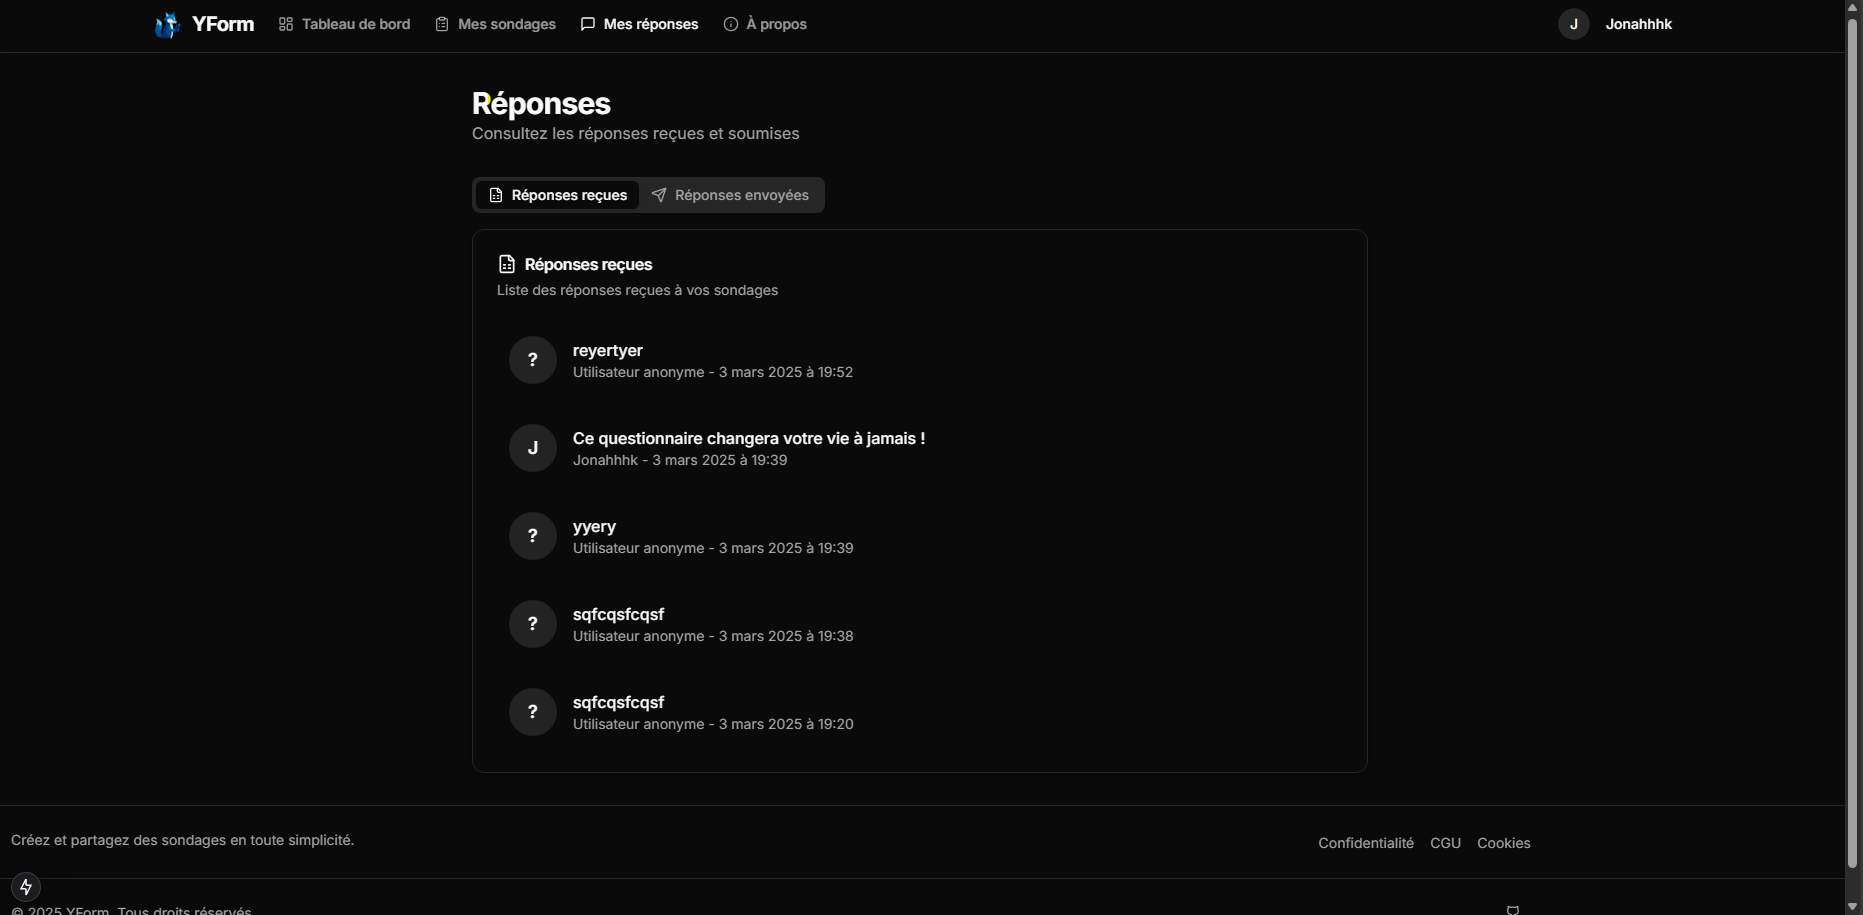 YForm
Tableau de bord
Mes sondages
Mes réponses
À propos
J
Jonahhhk
Réponses
Consultez les réponses reçues et soumises
Réponses reçues
Réponses envoyées
Réponses reçues
Liste des réponses reçues à vos sondages
?
reyertyer
Utilisateur anonyme - 3 mars 2025 à 19:52
J
Ce questionnaire changera votre vie à jamais !
Jonahhhk - 3 mars 2025 à 19:39
?
yyery
Utilisateur anonyme - 3 mars 2025 à 19:39
?
sqfcqsfcqsf
Utilisateur anonyme - 3 mars 2025 à 19:38
?
sqfcqsfcqsf
Utilisateur anonyme - 3 mars 2025 à 19:20
Créez et partagez des sondages en toute simplicité.
Confidentialité
CGU
Cookies
© 2025 YForm. Tous droits réservés